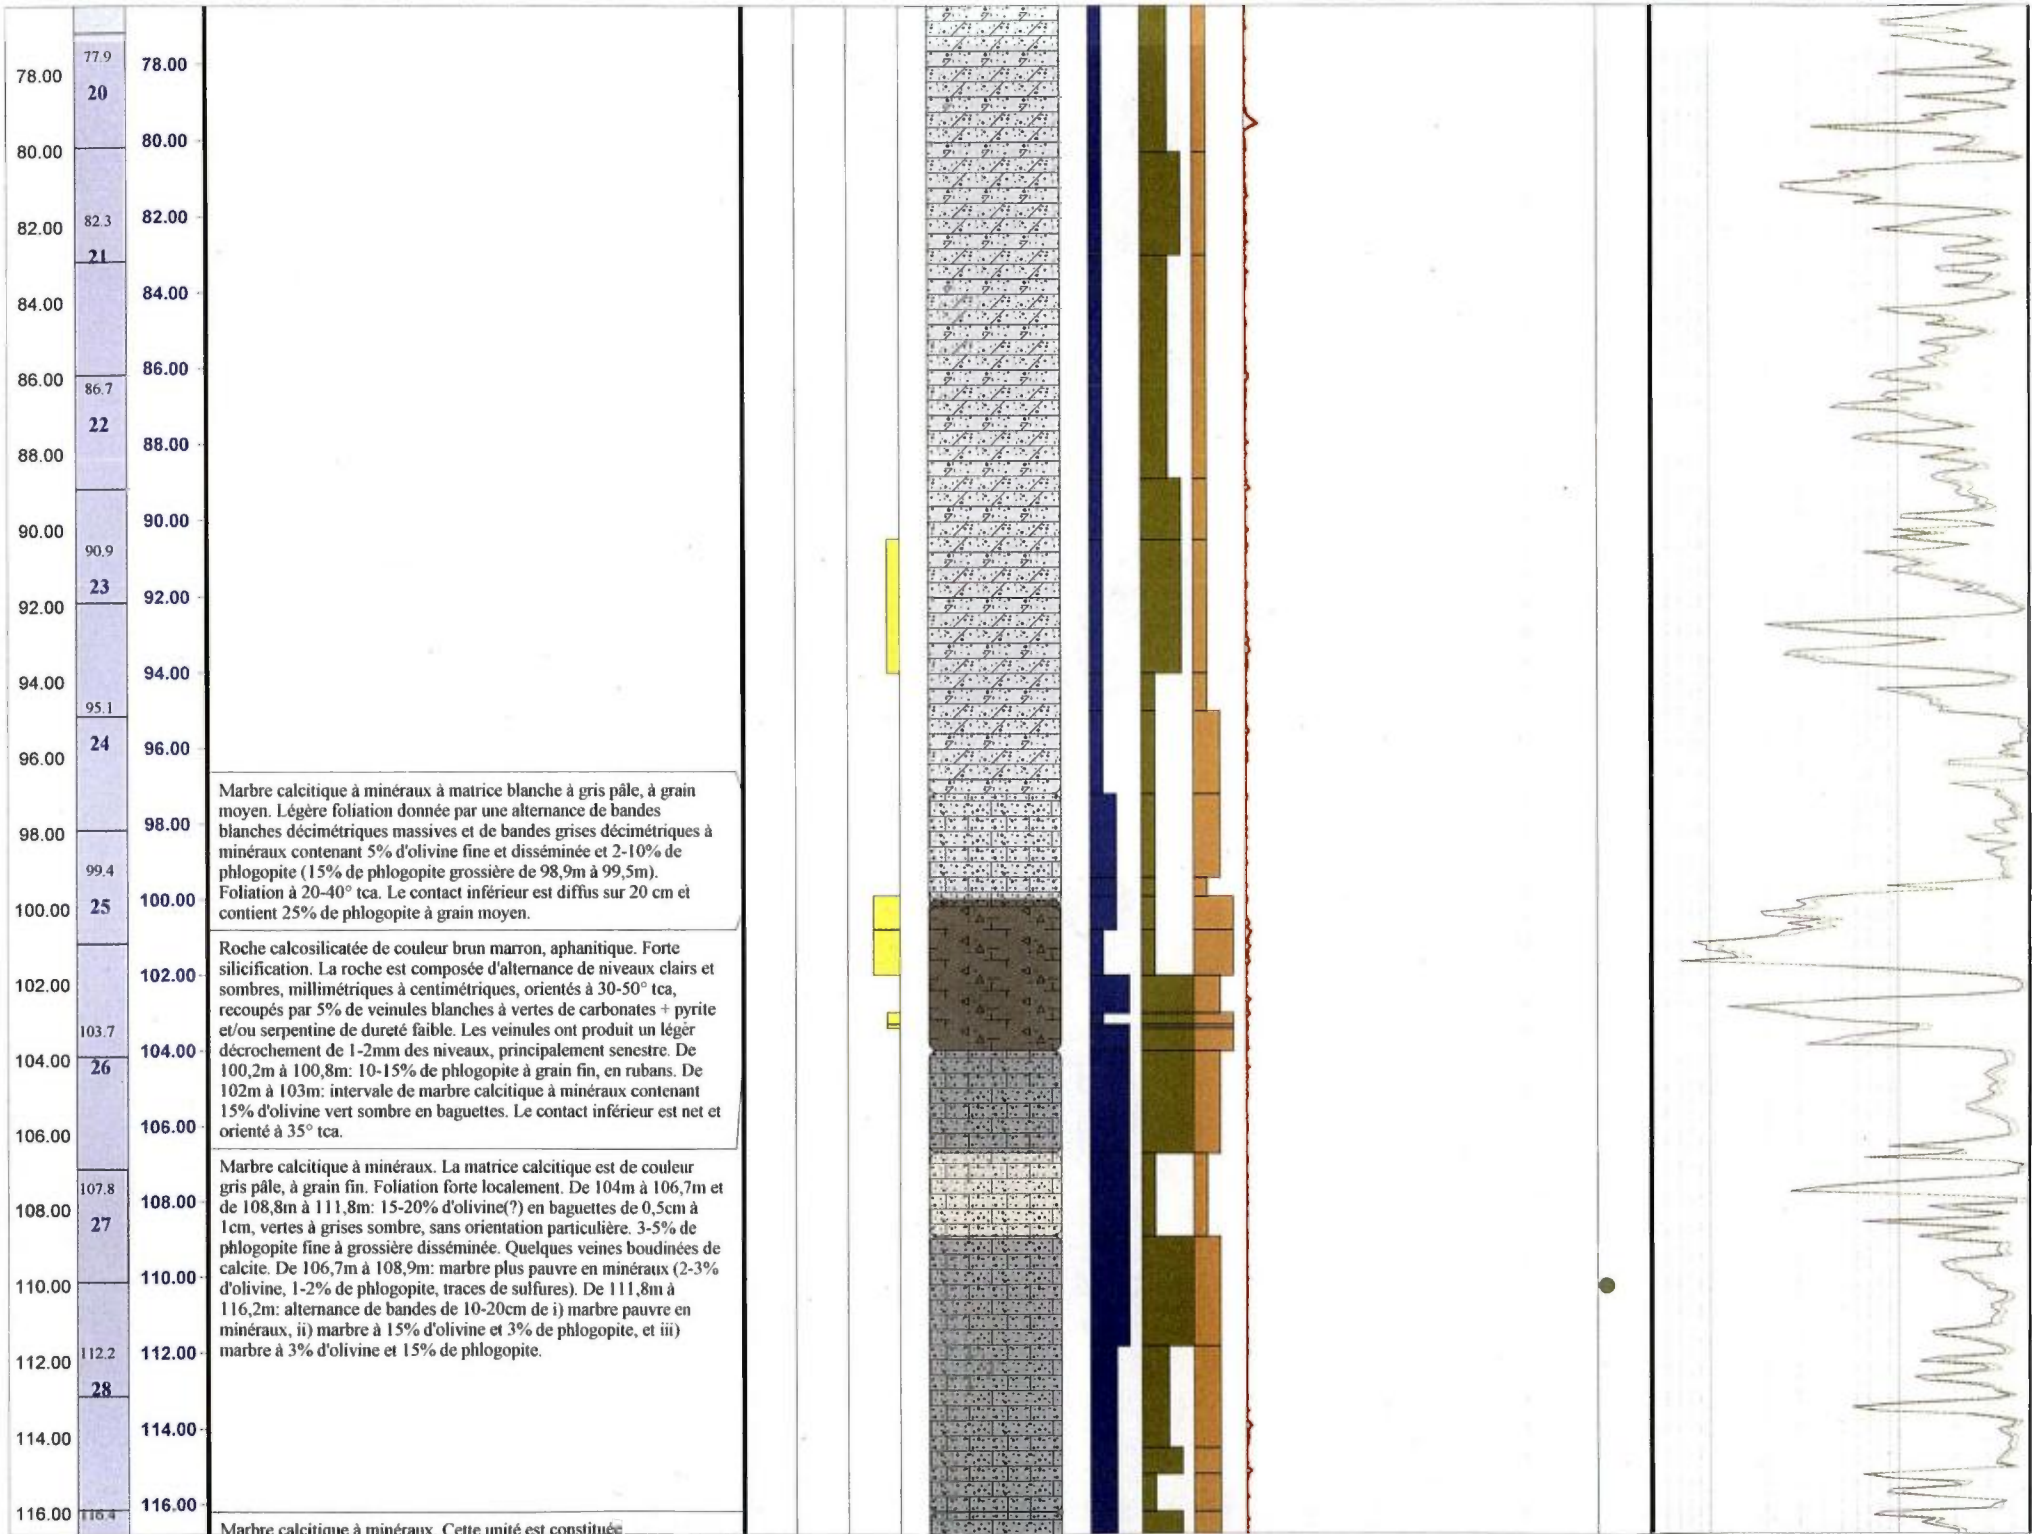 77.9
78.00
78.00
20
80.00
80.00
82.00
82.3
82.00
21
84.00
84.00
86.00
86.00
86.7
22
88.00
88.00
90.00
90.00
90.9
23
92.00
92.00
94.00
94.00
95.1
24
96.00
96.00
Marbre calcitique à minéraux à matrice blanche à gris pâle, à grain
moyen. Légère foliation donnée par une alternance de bandes
blanches décimétriques massives et de bandes grises décimétriques à
minéraux contenant 5% d'olivine fine et disséminée et 2-10% de
phlogopite (15% de phlogopite grossière de 98,9m à 99,5m).
Foliation à 20-40° tca. Le contact inférieur est diffus sur 20 cm et
contient 25% de phlogopite à grain moyen.
98.00
98.00
99.4
25
100.00
100.00
Roche calcosilicatée de couleur brun marron, aphanitique. Forte
silicification. La roche est composée d'alternance de niveaux clairs et
sombres, millimétriques à centimétriques, orientés à 30-50° tca,
recoupés par 5% de veinules blanches à vertes de carbonates + pyrite
et/ou serpentine de dureté faible. Les veinules ont produit un léger
décrochement de 1-2mm des niveaux, principalement senestre. De
100,2m à 100,8m: 10-15% de phlogopite à grain fin, en rubans. De
102m à 103m: intervale de marbre calcitique à minéraux contenant
15% d'olivine vert sombre en baguettes. Le contact inférieur est net et
orienté à 35° tca.
102.00
102.00
103.7
104.00
104.00
26
106.00
106.00
Marbre calcitique à minéraux. La matrice calcitique est de couleur
gris pâle, à grain fin. Foliation forte localement. De 104m à 106,7m et
de 108,8m à 111,8m: 15-20% d'olivine(?) en baguettes de 0,5cm à
1cm, vertes à grises sombre, sans orientation particulière. 3-5% de
phlogopite fine à grossière disséminée. Quelques veines boudinées de
calcite. De 106,7m à 108,9m: marbre plus pauvre en minéraux (2-3%
d'olivine, 1-2% de phlogopite, traces de sulfures). De 111,8m à
116,2m: alternance de bandes de 10-20cm de i) marbre pauvre en
minéraux, ii) marbre à 15% d'olivine et 3% de phlogopite, et iii)
marbre à 3% d'olivine et 15% de phlogopite.
107.8
108.00
108.00
27
110.00
110.00
112.2
112.00
112.00
28
114.00
114.00
116.00
116.00
116.4
Marbre calcitique à minéraux. Cette unité est constituée